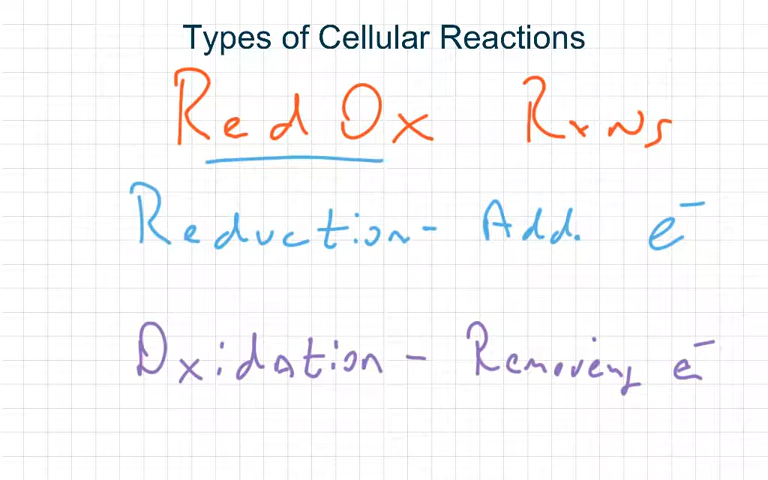 Types of Cellular Reactions
RedOx Rxns
Reduction - Add. e⁻
Oxidation - Removing e⁻